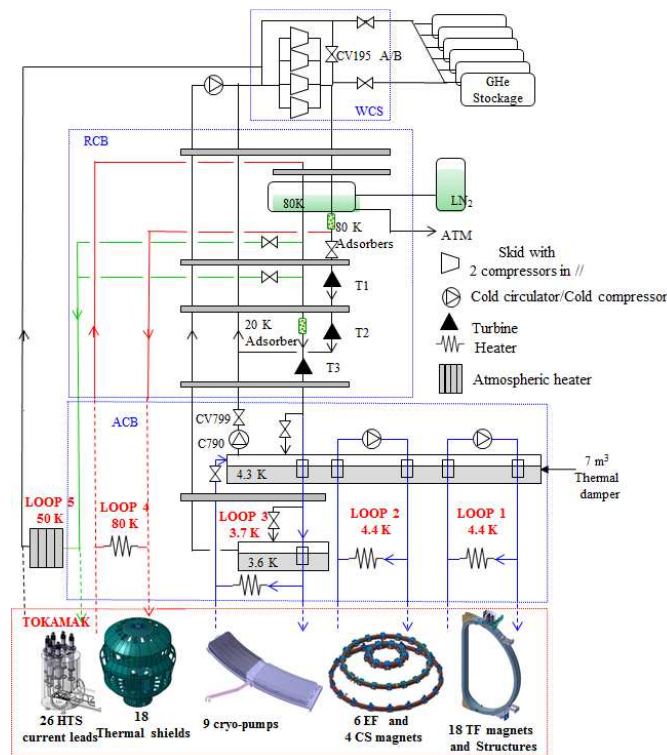 CV195 A/B
WCS
GHe
Stockage
RCB
80K
LN2
80 K
Adsorbers
ATM
Skid with
2 compressors in //
Cold circulator/Cold compressor
Turbine
Heater
Atmospheric heater
T1
T2
20 K
Adsorber
T3
ACB
CV799
C790
4.3 K
7 m3
Thermal
damper
LOOP 5
50 K
LOOP 4
80 K
LOOP 3
3.7 K
LOOP 2
4.4 K
LOOP 1
4.4 K
3.6 K
TOKAMAK
26 HTS
current leads
18
Thermal shields
9 cryo-pumps
6 EF and
4 CS magnets
18 TF magnets
and Structures